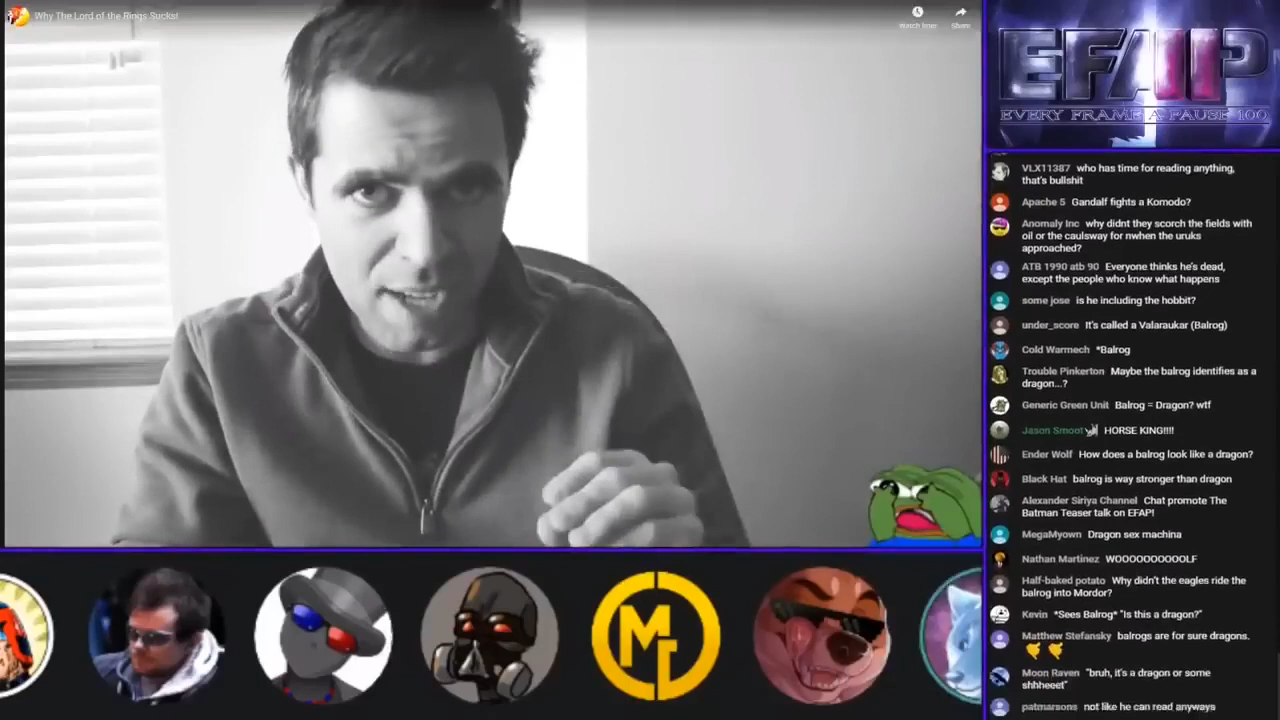 Why The Lord of the Rings Sucks!
Watch later
Share
EFAP
EVERY FRAME A PAUSE 100
VLX11387 who has time for reading anything,
that's bullshit
Apache 5 Gandalf fights a Komodo?
Anomaly Inc why didnt they scorch the fields with
oil or the caulsway for nwhen the uruks
approached?
ATB 1990 atb 90 Everyone thinks he's dead,
except the people who know what happens
some jose is he including the hobbit?
under_score It's called a Valaraukar (Balrog)
Cold Warmech *Balrog
Trouble Pinkerton Maybe the balrog identifies as a
dragon...?
Generic Green Unit Balrog = Dragon? wtf
Jason Smoot HORSE KING!!!!
Ender Wolf How does a balrog look like a dragon?
Black Hat balrog is way stronger than dragon
Alexander Siriya Channel Chat promote The
Batman Teaser talk on EFAP!
MegaMyown Dragon sex machina
Nathan Martinez WOOOOOOOOOLF
Half-baked potato Why didn't the eagles ride the
balrog into Mordor?
Kevin *Sees Balrog* "Is this a dragon?"
Matthew Stefansky balrogs are for sure dragons.
Moon Raven "bruh, it's a dragon or some
shhheeet"
patmarsons not like he can read anyways